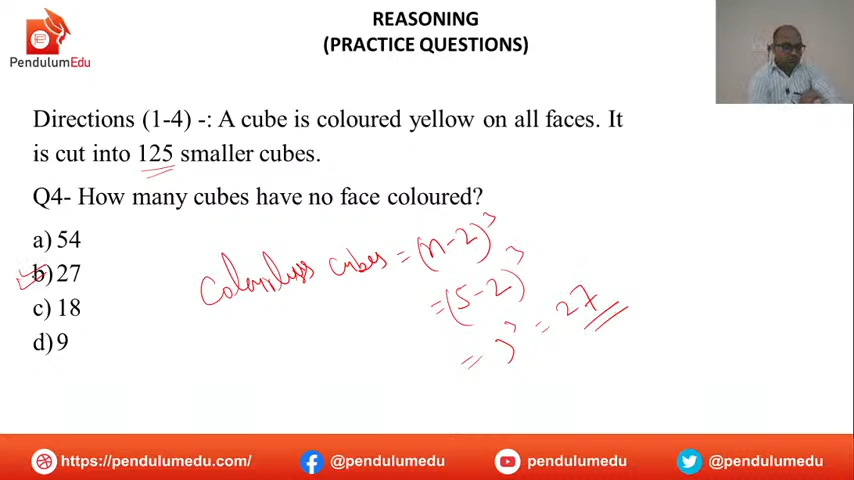 REASONING
(PRACTICE QUESTIONS)
PendulumEdu
Directions (1-4) -: A cube is coloured yellow on all faces. It
is cut into 125 smaller cubes.
Q4- How many cubes have no face coloured?
a) 54
b) 27
c) 18
d) 9
Colourless cubes = (n-2)³
= (5-2)³
= 3³ = 27
https://pendulumedu.com/ @pendulumedu pendulumedu @pendulumedu